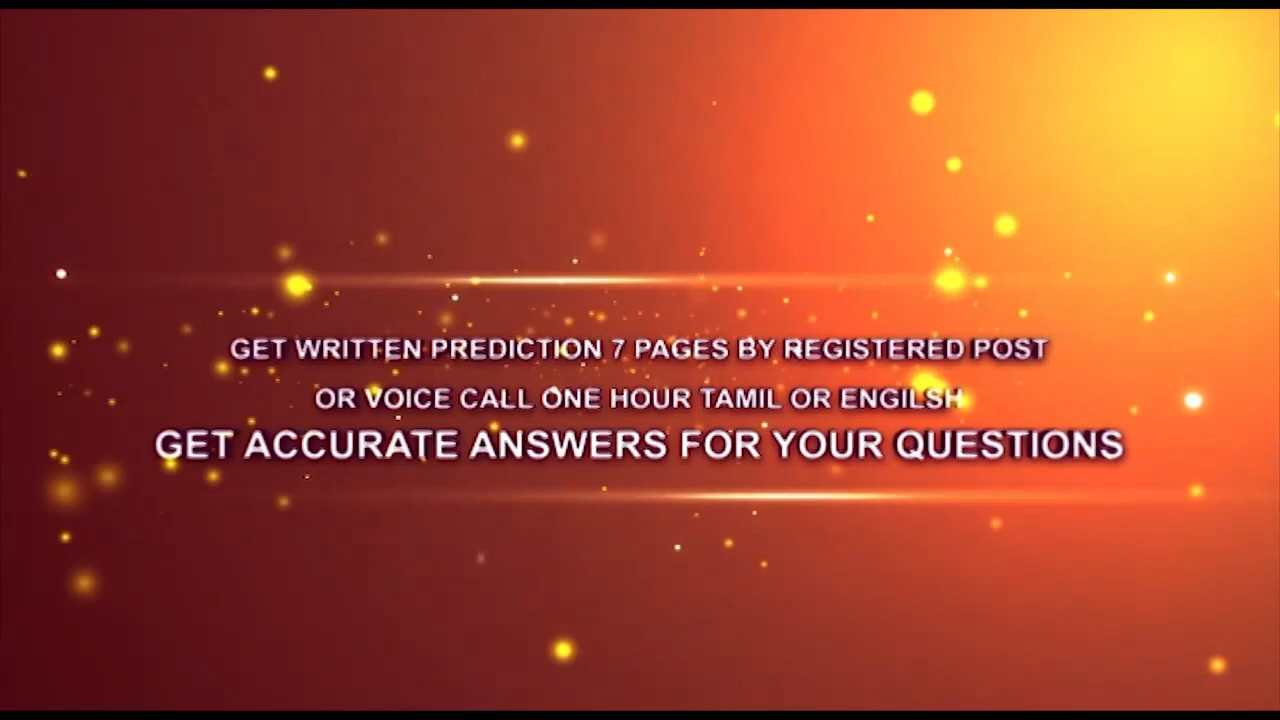 GET WRITTEN PREDICTION 7 PAGES BY REGISTERED POST
OR VOICE CALL ONE HOUR TAMIL OR ENGILSH
GET ACCURATE ANSWERS FOR YOUR QUESTIONS